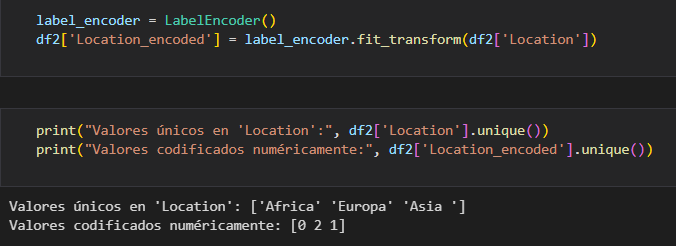 label_encoder = LabelEncoder()
df2['Location_encoded'] = label_encoder.fit_transform(df2['Location'])
print("Valores únicos en 'Location':", df2['Location'].unique())
print("Valores codificados numéricamente:", df2['Location_encoded'].unique())
Valores únicos en 'Location': ['Africa' 'Europa' 'Asia ']
Valores codificados numéricamente: [0 2 1]